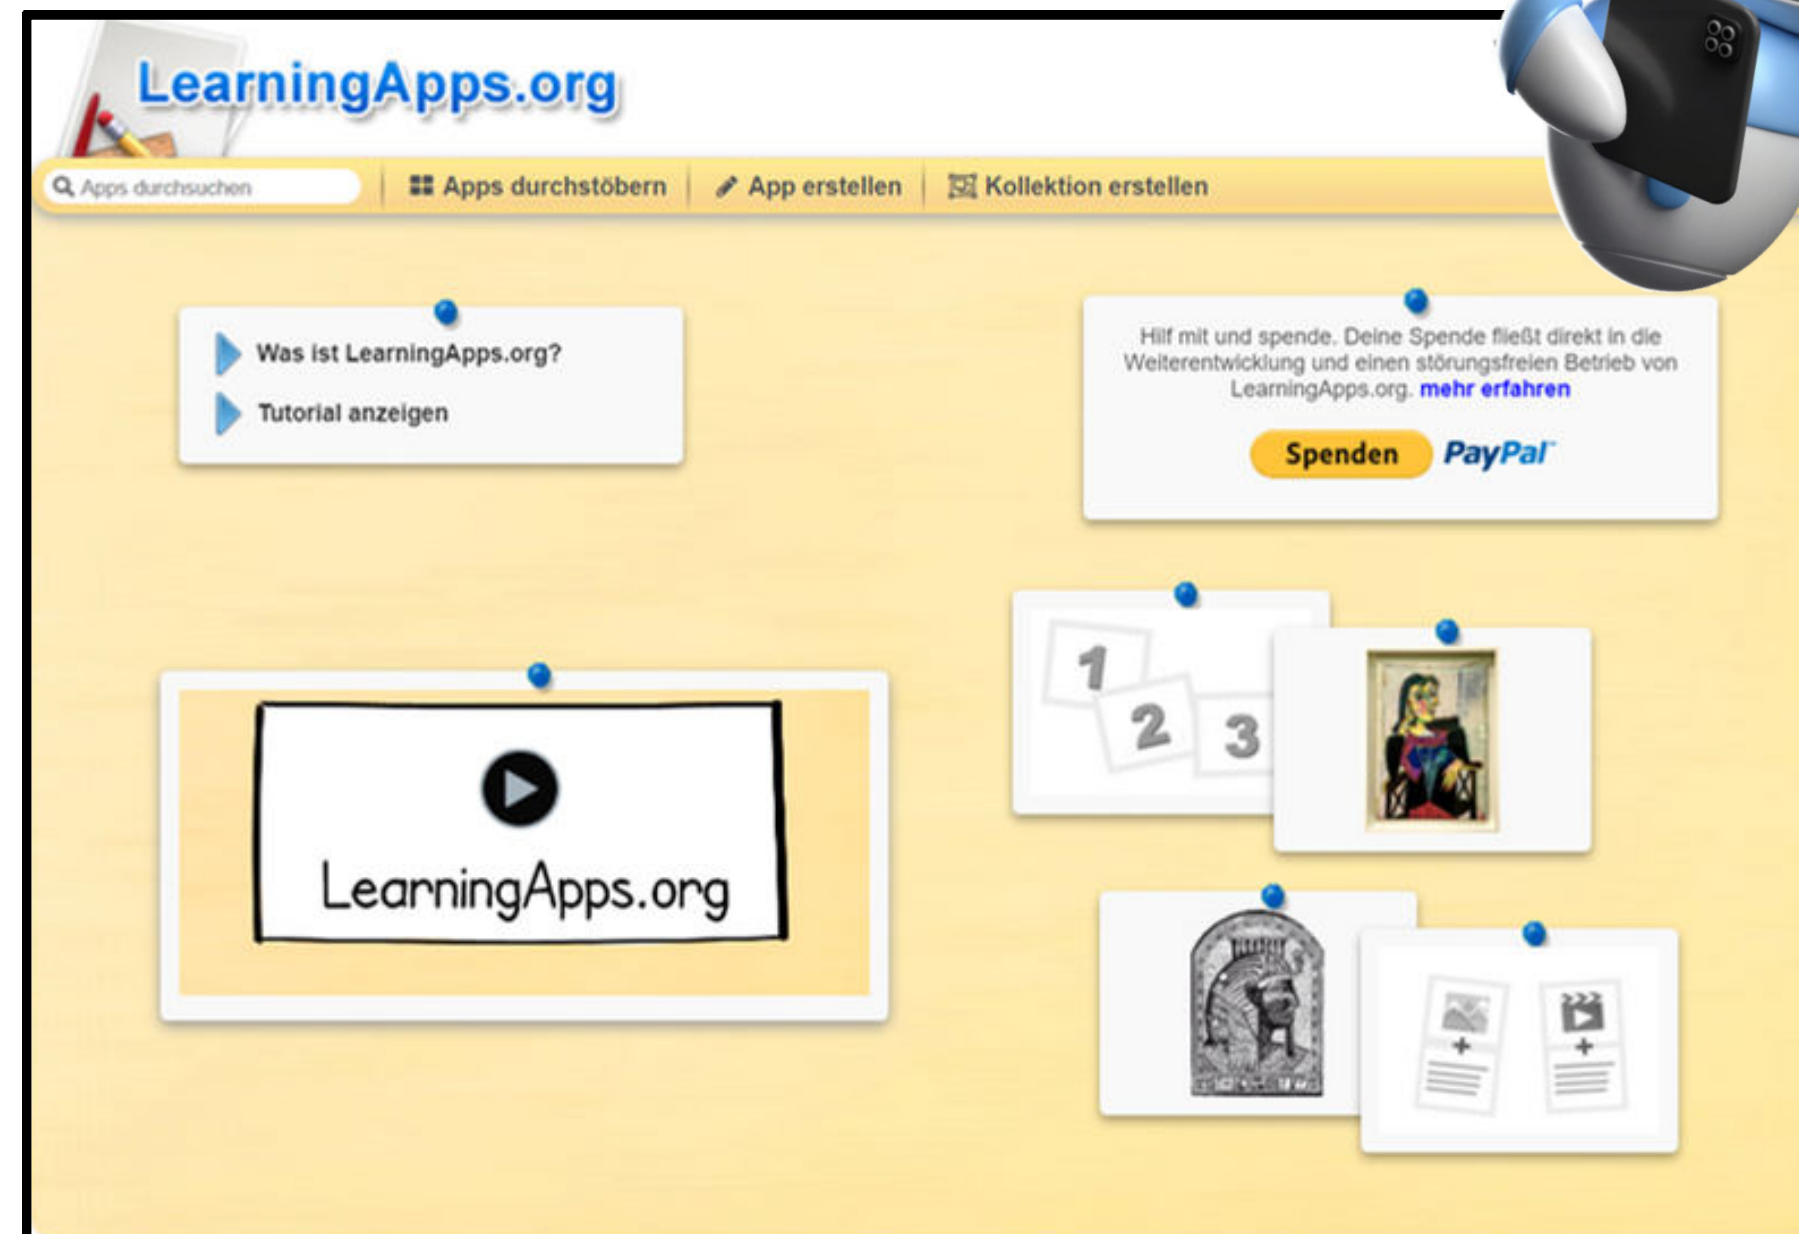 LearningApps.org
Apps durchsuchen
Apps durchstöbern
App erstellen
Kollektion erstellen
Was ist LearningApps.org?
Tutorial anzeigen
Hilf mit und spende. Deine Spende fließt direkt in die
Weiterentwicklung und einen störungsfreien Betrieb von
LearningApps.org. mehr erfahren
Spenden PayPal™
1
2
3
LearningApps.org